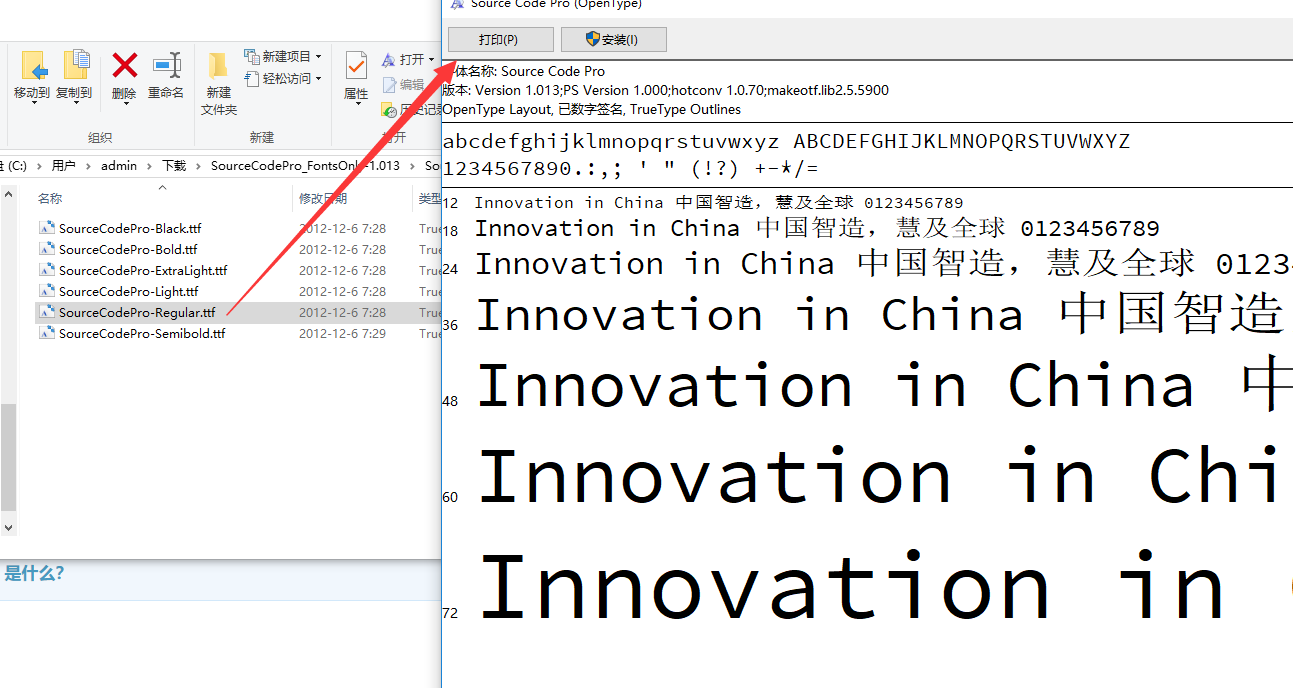 Source Code Pro (OpenType)
打印(P)
安装(I)
体名称: Source Code Pro
版本: Version 1.013;PS Version 1.000;hotconv 1.0.70;makeotf.lib2.5.5900
OpenType Layout, 已数字签名, TrueType Outlines
abcdefghijklmnopqrstuvwxyz ABCDEFGHIJKLMNOPQRSTUVWXYZ
1234567890.:,; ' " (!?) +-*/=
12 Innovation in China 中国智造，慧及全球 0123456789
18 Innovation in China 中国智造，慧及全球 0123456789
24 Innovation in China 中国智造，慧及全球 0123
36 Innovation in China 中国智造
48 Innovation in China 中
60 Innovation in Chi
72 Innovation in
移动到 复制到 删除 重命名
组织
新建
文件夹
新建项目
轻松访问
新建
属性
打开
编辑
历史记录
打开
(C:) › 用户 › admin › 下载 › SourceCodePro_FontsOnly-1.013 › So
名称 修改日期 类型
SourceCodePro-Black.ttf 2012-12-6 7:28 True
SourceCodePro-Bold.ttf 2012-12-6 7:28 True
SourceCodePro-ExtraLight.ttf 2012-12-6 7:28 True
SourceCodePro-Light.ttf 2012-12-6 7:28 True
SourceCodePro-Regular.ttf 2012-12-6 7:28 True
SourceCodePro-Semibold.ttf 2012-12-6 7:29 True
是什么？